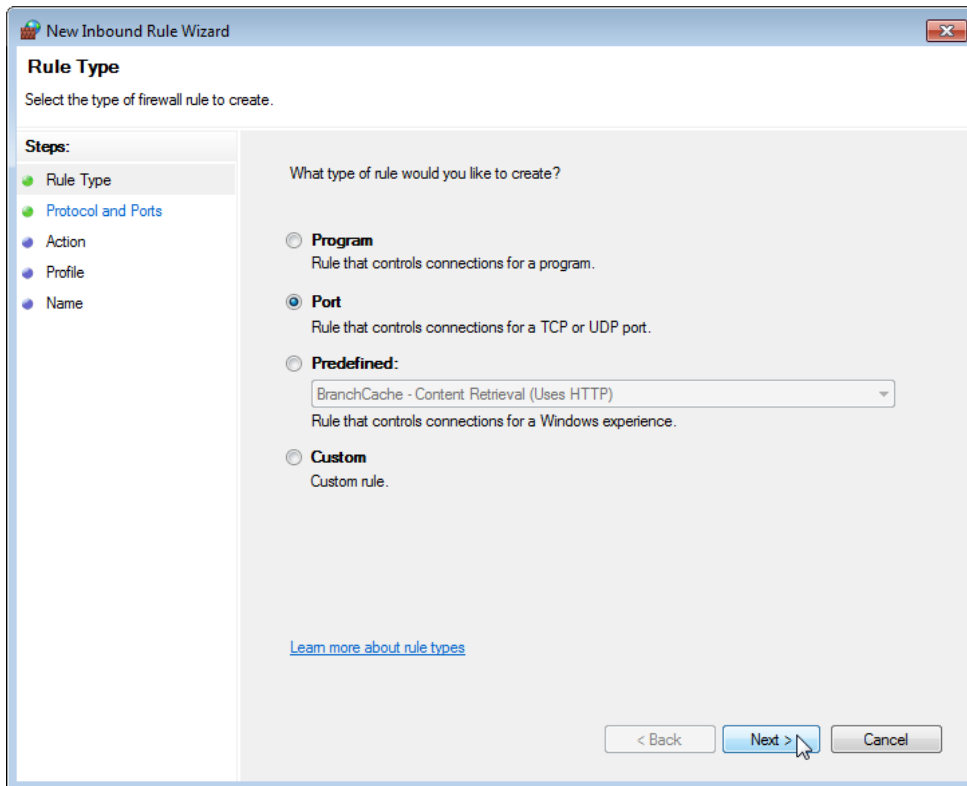 New Inbound Rule Wizard
Rule Type
Select the type of firewall rule to create.
Steps:
Rule Type
Protocol and Ports
Action
Profile
Name
What type of rule would you like to create?
Program
Rule that controls connections for a program.
Port
Rule that controls connections for a TCP or UDP port.
Predefined:
BranchCache - Content Retrieval (Uses HTTP)
Rule that controls connections for a Windows experience.
Custom
Custom rule.
Learn more about rule types
< Back
Next >
Cancel